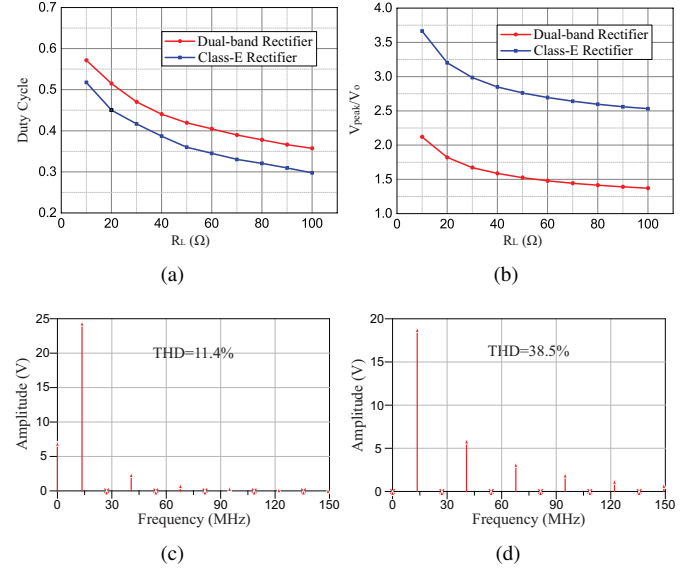 0.7
0.6
0.5
0.4
0.3
0.2
Duty Cycle
Dual-band Rectifier
Class-E Rectifier
0 20 40 60 80 100
RL (Ω)
(a)
4.0
3.5
3.0
2.5
2.0
1.5
1.0
Vpeak/Vo
Class-E Rectifier
Dual-band Rectifier
0 20 40 60 80 100
RL (Ω)
(b)
25
20
15
10
5
0
Amplitude (V)
THD=11.4%
0 30 60 90 120 150
Frequency (MHz)
(c)
20
15
10
5
0
Amplitude (V)
THD=38.5%
0 30 60 90 120 150
Frequency (MHz)
(d)